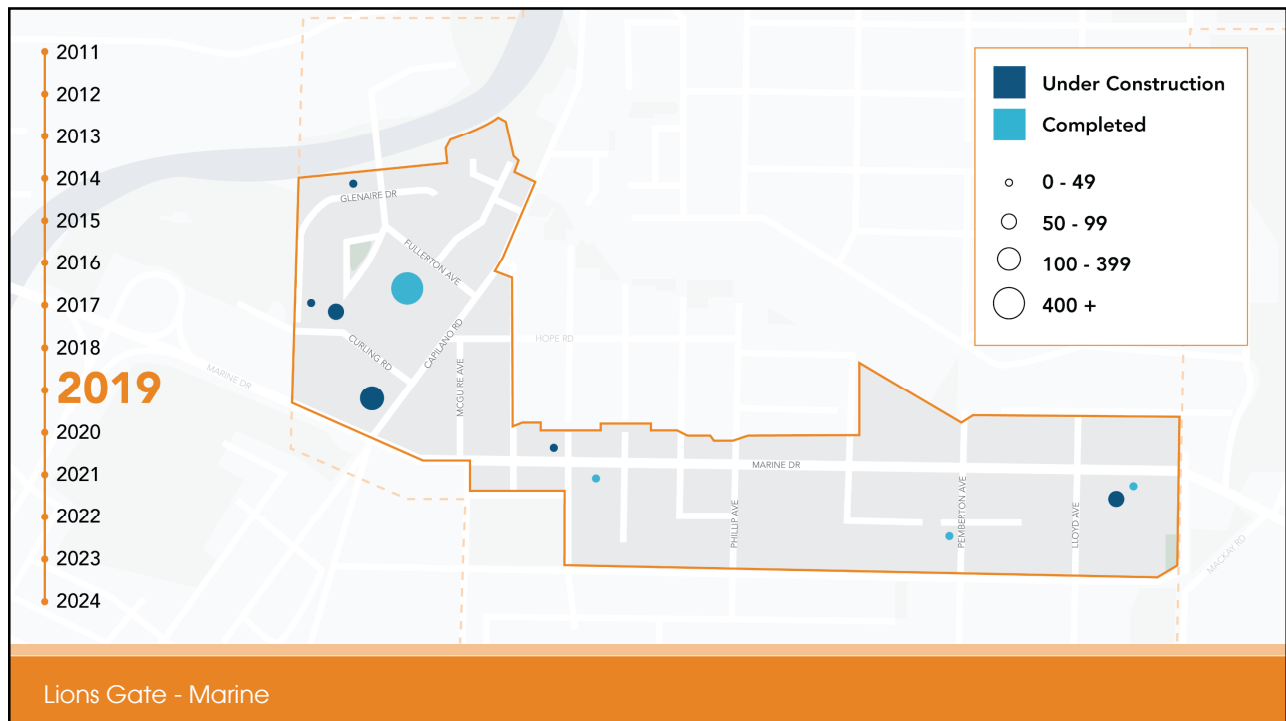 2011
2012
2013
2014
2015
2016
2017
2018
2019
2020
2021
2022
2023
2024
Under Construction
Completed
0 - 49
50 - 99
100 - 399
400 +
GLENAIRE DR
FULLERTON AVE
CAPILANO RD
CURLING RD
MARINE DR
MCGUIRE AVE
HOPE RD
MARINE DR
PHILLIP AVE
PEMBERTON AVE
LLOYD AVE
MACKAY RD
Lions Gate - Marine